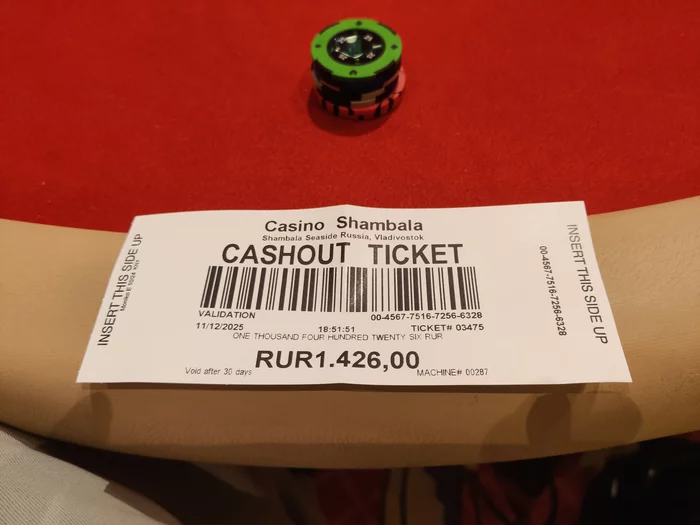 Casino Shambala
Shambala Seaside Russia, Vladivostok
CASHOUT TICKET
INSERT THIS SIDE UP
VALIDATION 00-4567-7516-7256-6328
11/12/2025 18:51:51 TICKET# 03475
ONE THOUSAND FOUR HUNDRED TWENTY SIX RUR
RUR1.426,00
Void after 30 days MACHINE# 00287
00-4567-7516-7256-6328
INSERT THIS SIDE UP